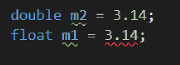 double m2 = 3.14;
float m1 = 3.14;